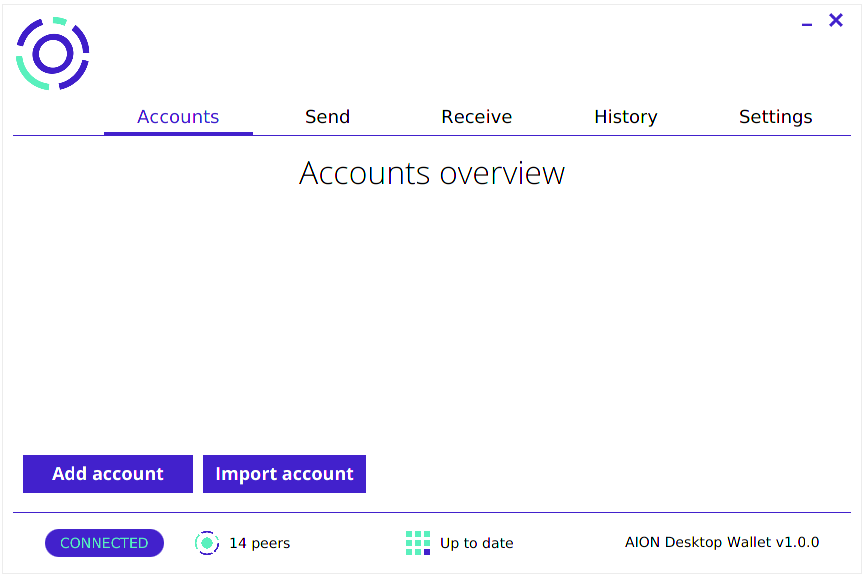 Accounts Send Receive History Settings
Accounts overview
Add account Import account
CONNECTED 14 peers Up to date AION Desktop Wallet v1.0.0